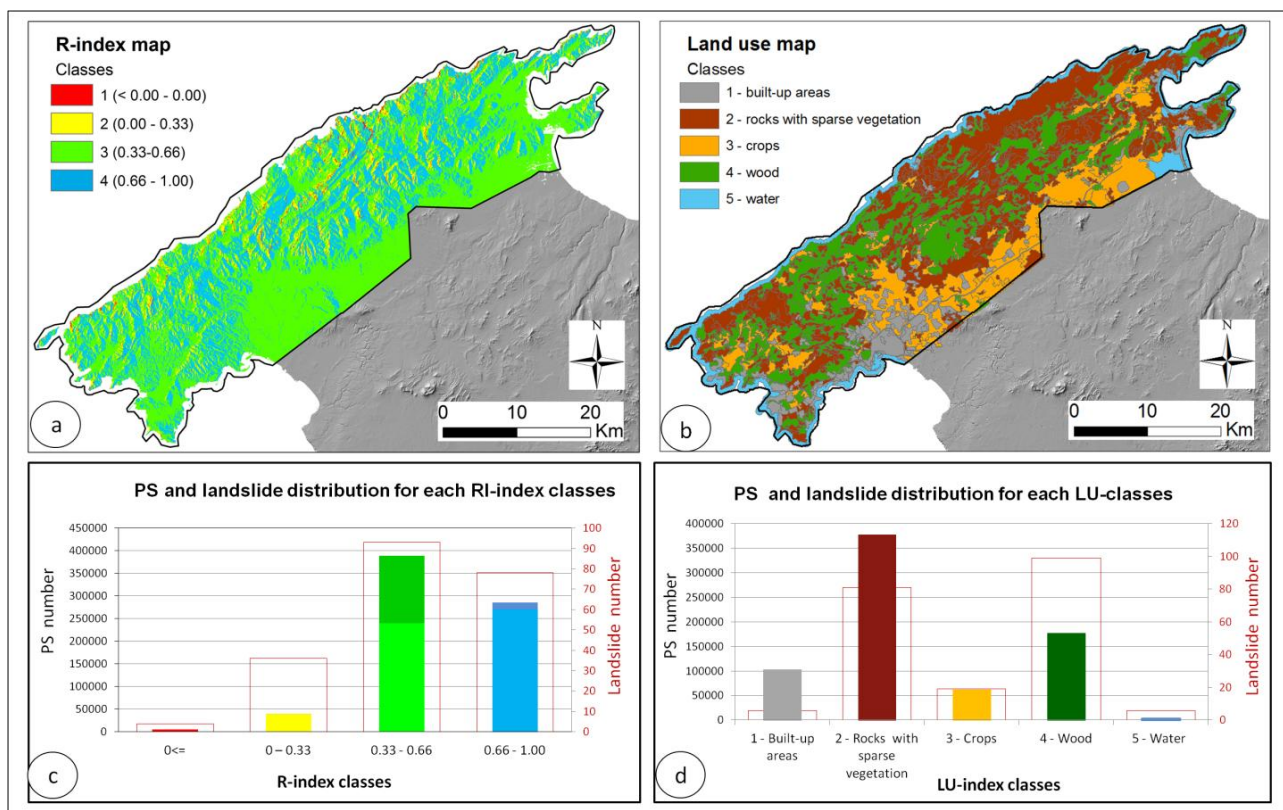 R-index map
Classes
1 (< 0.00 - 0.00)
2 (0.00 - 0.33)
3 (0.33-0.66)
4 (0.66 - 1.00)
N
0 10 20
Km
a
Land use map
Classes
1 - built-up areas
2 - rocks with sparse vegetation
3 - crops
4 - wood
5 - water
N
0 10 20
Km
b
PS and landslide distribution for each RI-index classes
450000
400000
350000
300000
250000
200000
150000
100000
50000
0
PS number
100
90
80
70
60
50
40
30
20
10
0
Landslide number
0<= 0 – 0.33 0.33 - 0.66 0.66 - 1.00
R-index classes
c
PS and landslide distribution for each LU-classes
400000
350000
300000
250000
200000
150000
100000
50000
0
PS number
120
100
80
60
40
20
0
Landslide number
1 - Built-up areas
2 - Rocks with sparse vegetation
3 - Crops
4 - Wood
5 - Water
LU-index classes
d